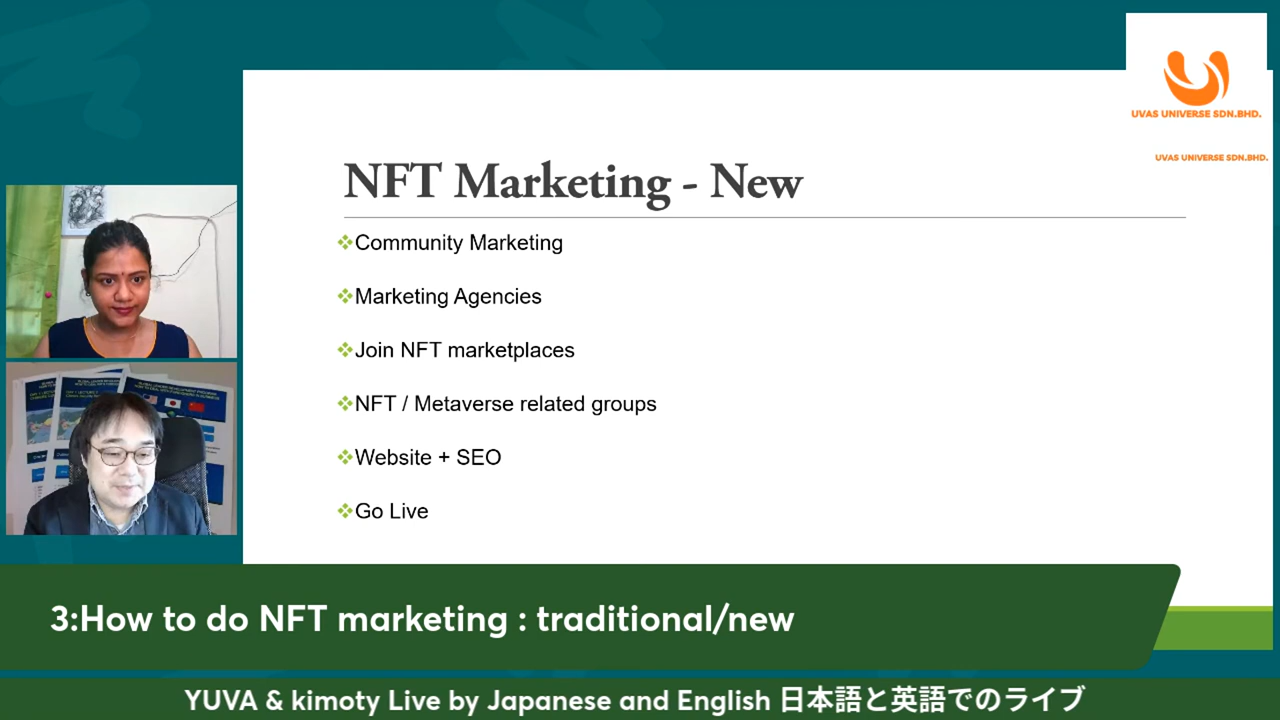 UVAS UNIVERSE SDN.BHD.
UVAS UNIVERSE SDN.BHD.
NFT Marketing - New
❖Community Marketing
❖Marketing Agencies
❖Join NFT marketplaces
❖NFT / Metaverse related groups
❖Website + SEO
❖Go Live
3:How to do NFT marketing : traditional/new
YUVA & kimoty Live by Japanese and English 日本語と英語でのライブ